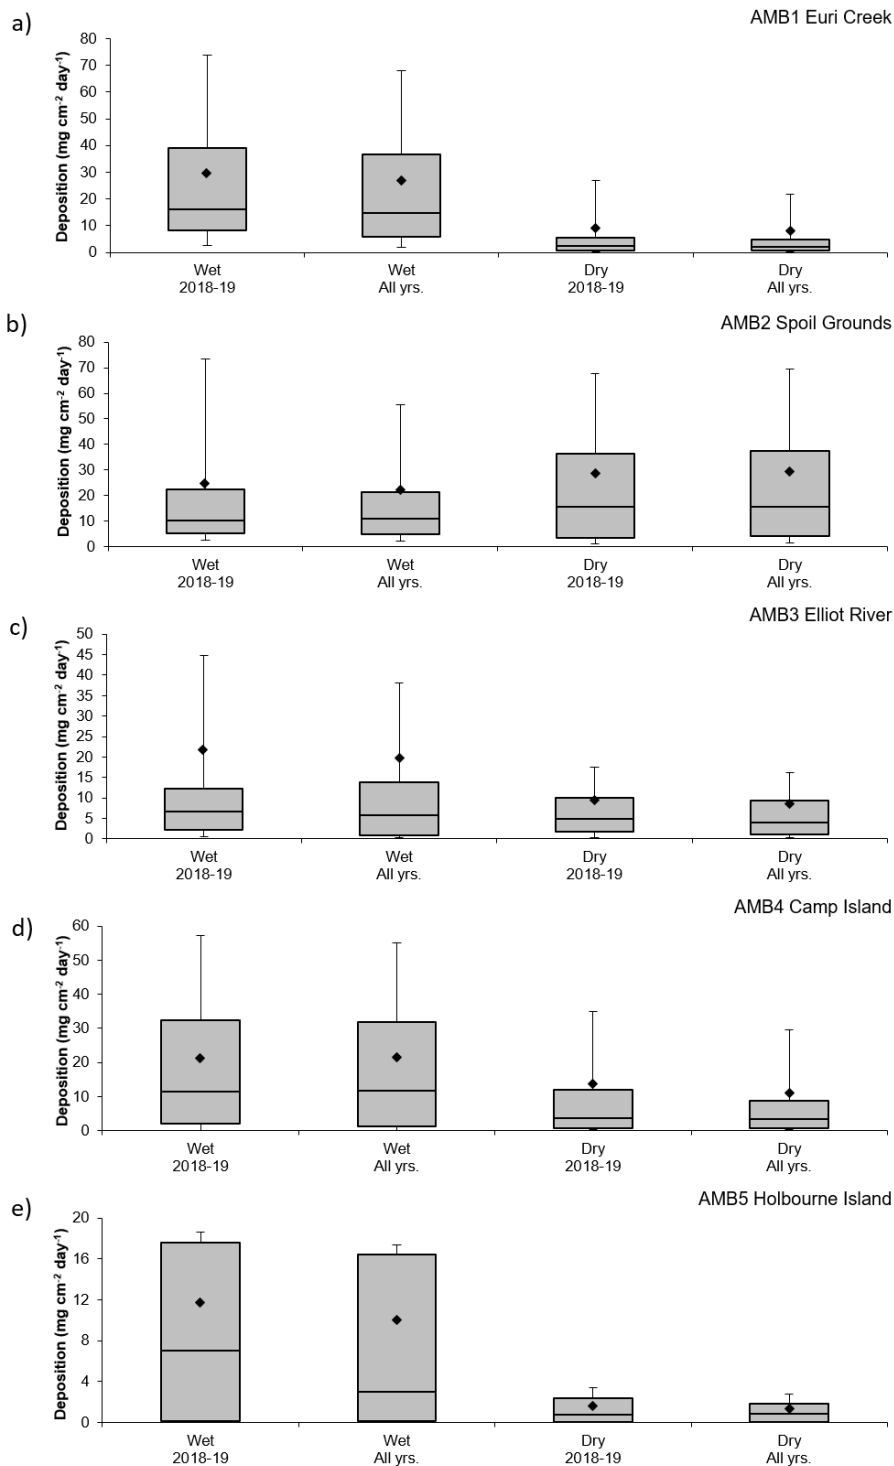 a)
AMB1 Euri Creek
Deposition (mg cm⁻² day⁻¹)
80
70
60
50
40
30
20
10
0
Wet Wet Dry Dry
2018-19 All yrs. 2018-19 All yrs.
b)
AMB2 Spoil Grounds
Deposition (mg cm⁻² day⁻¹)
80
70
60
50
40
30
20
10
0
Wet Wet Dry Dry
2018-19 All yrs. 2018-19 All yrs.
c)
AMB3 Elliot River
Deposition (mg cm⁻² day⁻¹)
50
45
40
35
30
25
20
15
10
5
0
Wet Wet Dry Dry
2018-19 All yrs. 2018-19 All yrs.
d)
AMB4 Camp Island
Deposition (mg cm⁻² day⁻¹)
60
50
40
30
20
10
0
Wet Wet Dry Dry
2018-19 All yrs. 2018-19 All yrs.
e)
AMB5 Holbourne Island
Deposition (mg cm⁻² day⁻¹)
20
16
12
8
4
0
Wet Wet Dry Dry
2018-19 All yrs. 2018-19 All yrs.